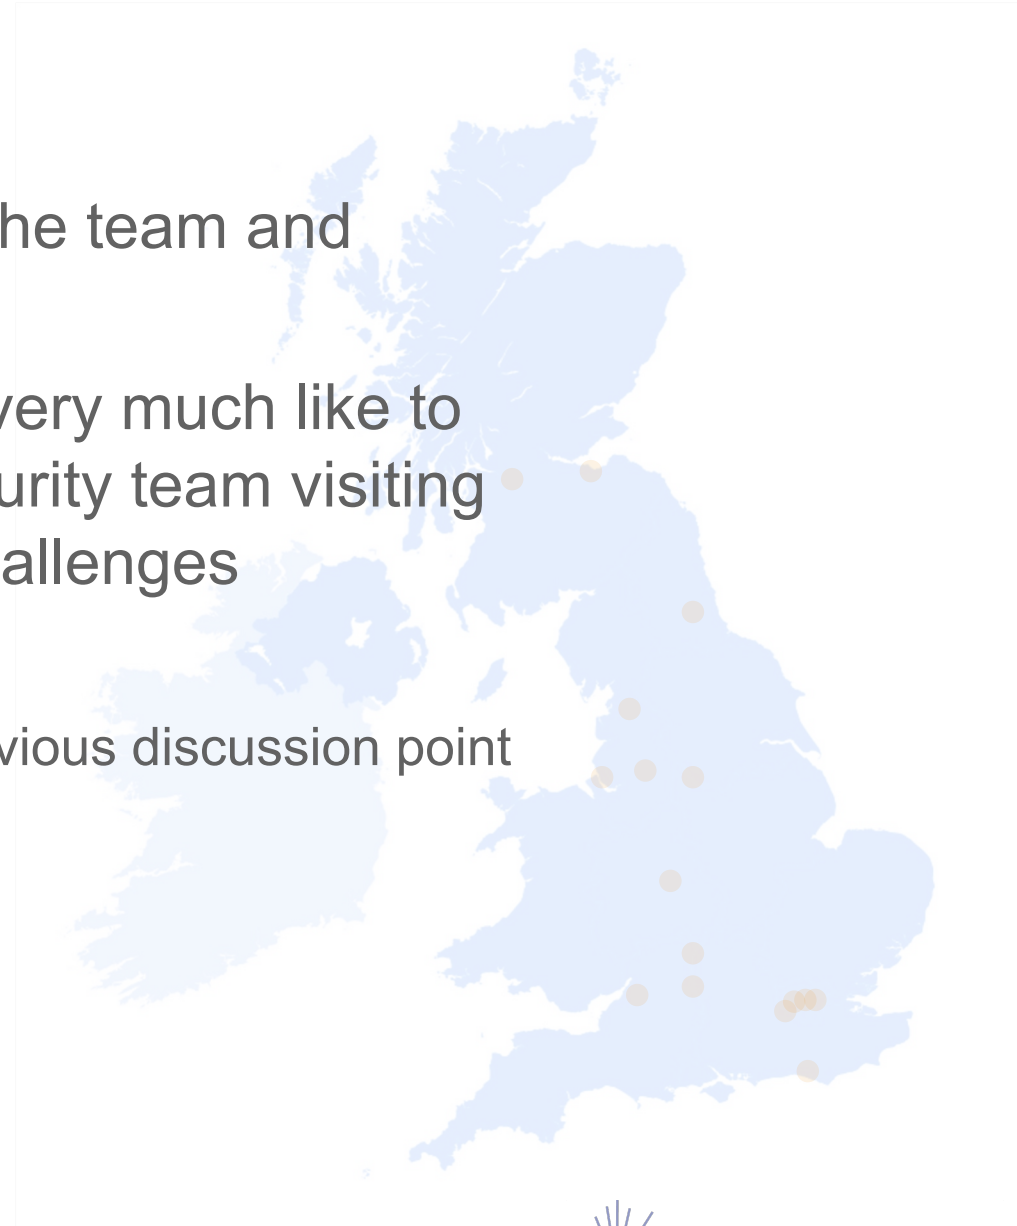 he team and
very much like to
urity team visiting
allenges
vious discussion point